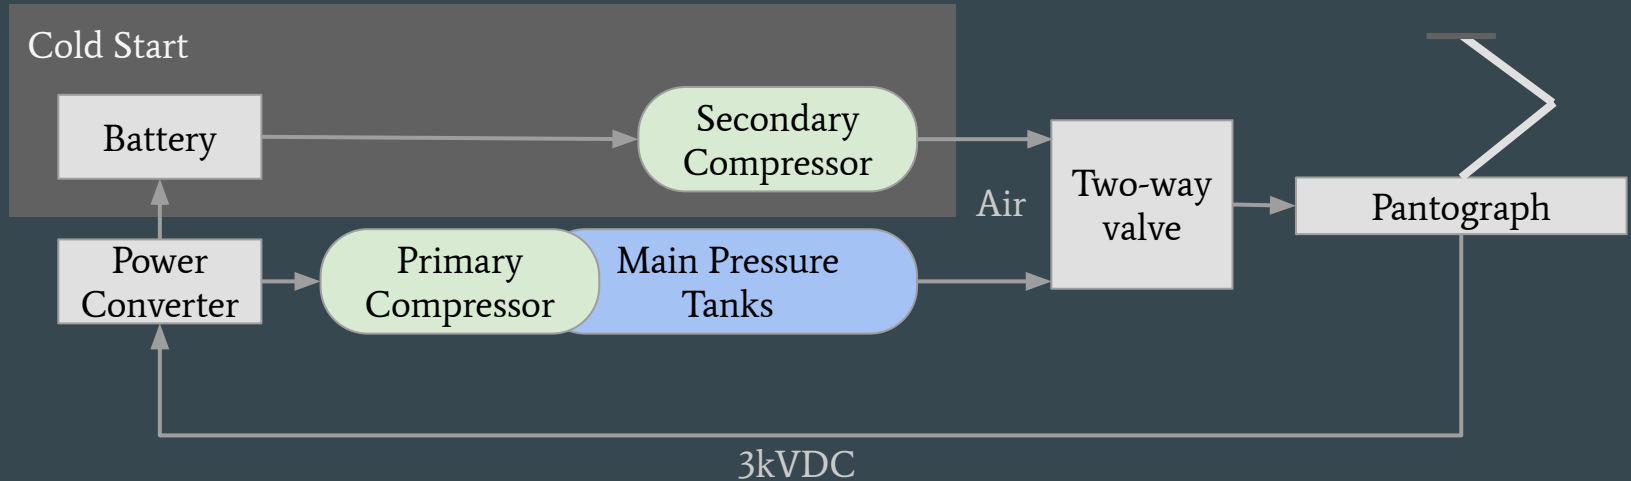 Cold Start
Battery
Secondary
Compressor
Air
Two-way
valve
Pantograph
Power
Converter
Primary
Compressor
Main Pressure
Tanks
3kVDC